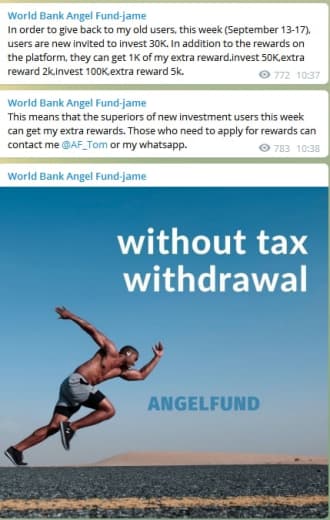 World Bank Angel Fund-jame
In order to give back to my old users, this week (September 13-17),
users are new invited to invest 30K. In addition to the rewards on
the platform, they can get 1K of my extra reward.invest 50K,extra
reward 2k,invest 100K,extra reward 5k.
772 10:37
World Bank Angel Fund-jame
This means that the superiors of new investment users this week
can get my extra rewards. Those who need to apply for rewards can
contact me @AF_Tom or my whatsapp.
783 10:38
World Bank Angel Fund-jame
without tax
withdrawal
ANGELFUND